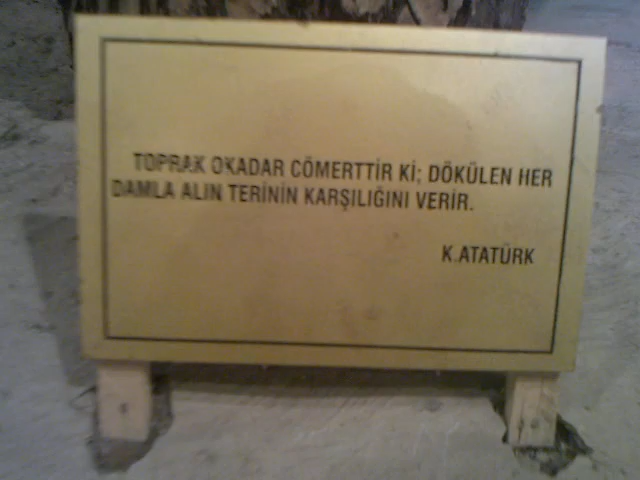 TOPRAK OKADAR CÖMERTTİR Kİ; DÖKÜLEN HER
DAMLA ALIN TERİNİN KARŞILIĞINI VERİR.
K.ATATÜRK